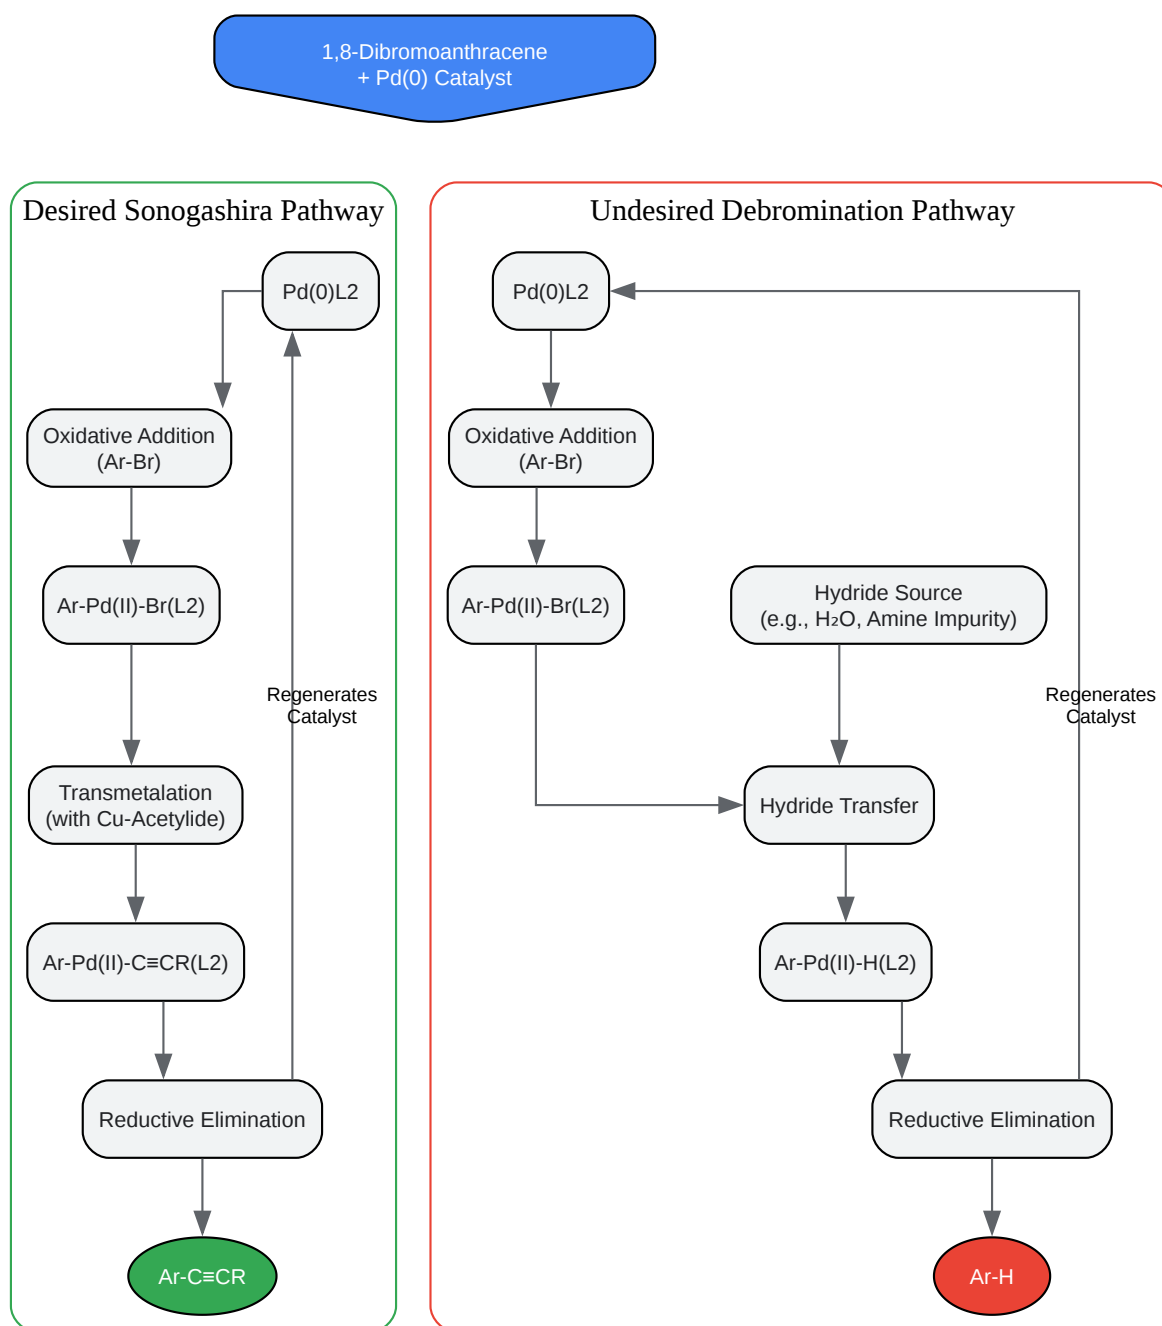 1,8-Dibromoanthracene
+ Pd(0) Catalyst
Desired Sonogashira Pathway
Pd(0)L2
Oxidative Addition
(Ar-Br)
Ar-Pd(II)-Br(L2)
Regenerates
Catalyst
Transmetalation
(with Cu-Acetylide)
Ar-Pd(II)-C≡CR(L2)
Reductive Elimination
Ar-C≡CR
Undesired Debromination Pathway
Pd(0)L2
Oxidative Addition
(Ar-Br)
Ar-Pd(II)-Br(L2)
Hydride Source
(e.g., H₂O, Amine Impurity)
Regenerates
Catalyst
Hydride Transfer
Ar-Pd(II)-H(L2)
Reductive Elimination
Ar-H